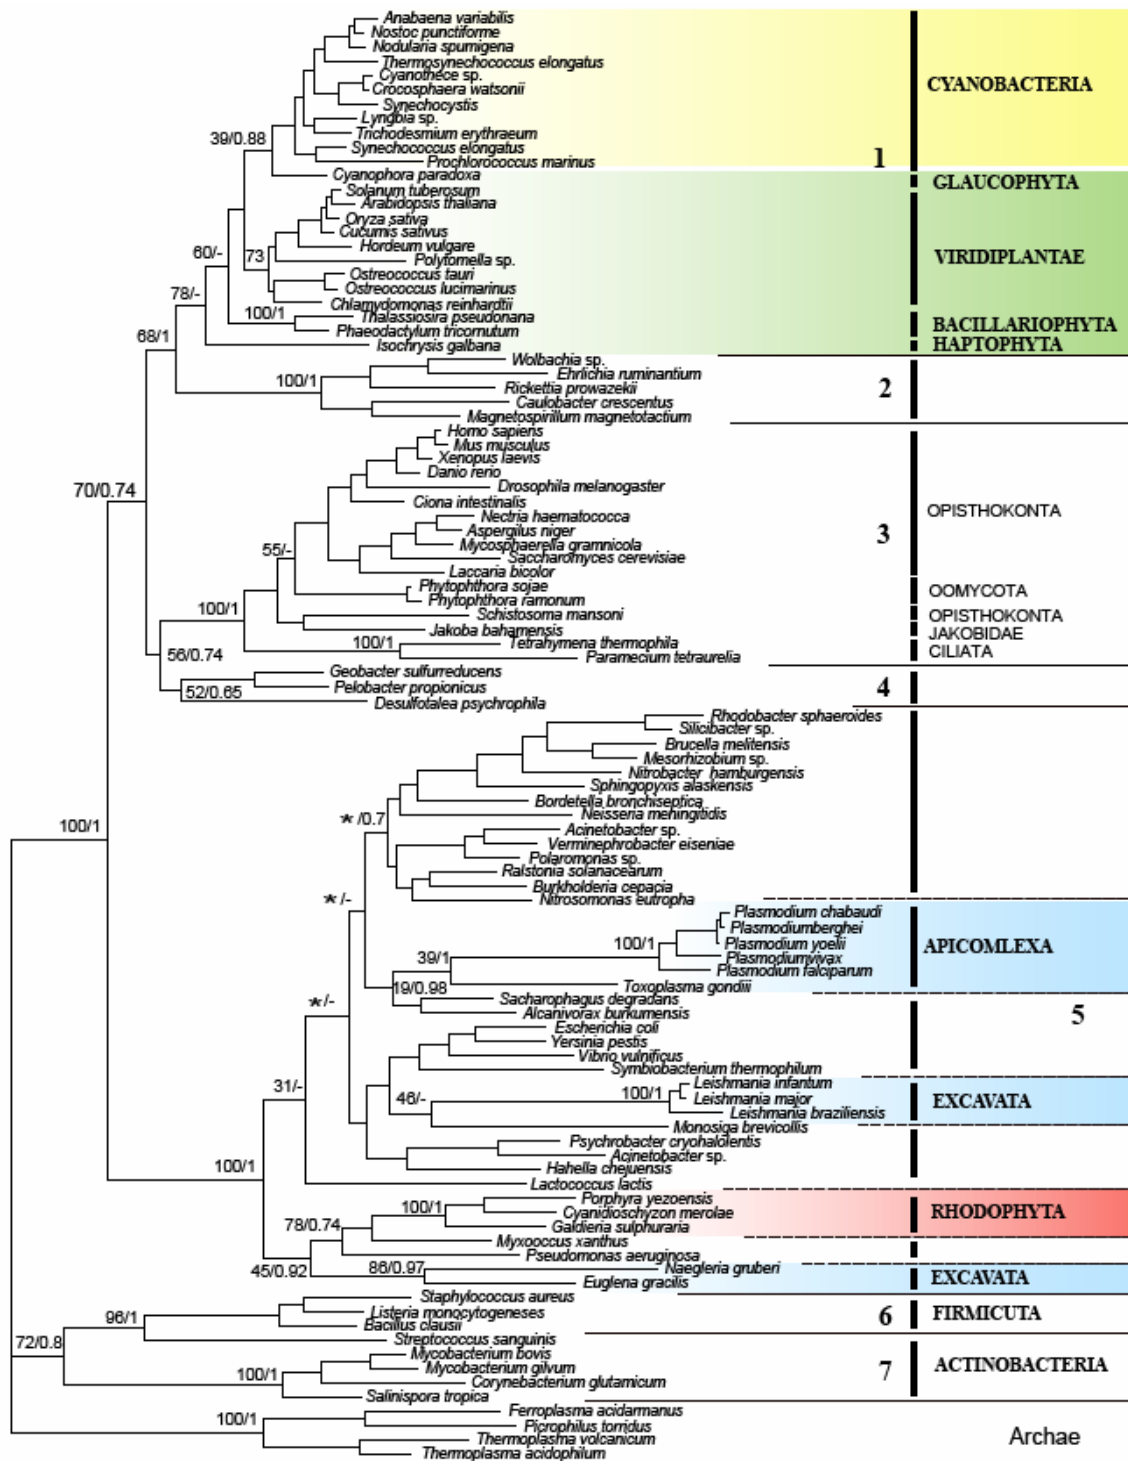 Anabaena variabilis
Nostoc punctiforme
Nodularia spumigena
Thermosynechococcus elongatus
Cyanothece sp.
Crocosphaera watsonii
Synechocystis
Lyngbia sp.
Trichodesmium erythraeum
Synechococcus elongatus
Prochlorococcus marinus
39/0.88
1
CYANOBACTERIA
Cyanophora paradoxa
GLAUCOPHYTA
Solanum tuberosum
Arabidopsis thaliana
Oryza sativa
Cucumis sativus
Hordeum vulgare
Polytomella sp.
Ostreococcus tauri
Ostreococcus lucimarinus
Chlamydomonas reinhardtii
60/-
73
VIRIDIPLANTAE
78/-
100/1
Thalassiosira pseudonana
Phaeodactylum tricornutum
BACILLARIOPHYTA
Isochrysis galbana
HAPTOPHYTA
68/1
Wolbachia sp.
Ehrlichia ruminantium
Rickettia prowazekii
Caulobacter crescentus
Magnetospirillum magnetotactium
100/1
2
Homo sapiens
Mus musculus
Xenopus laevis
Danio rerio
Drosophila melanogaster
Ciona intestinalis
Nectria haematococca
Aspergilus niger
Mycosphaerella gramnicola
Saccharomyces cerevisiae
Laccaria bicolor
70/0.74
55/-
3
OPISTHOKONTA
Phytophthora sojae
Phytophthora ramonum
OOMYCOTA
Schistosoma mansoni
OPISTHOKONTA
Jakoba bahamensis
JAKOBIDAE
100/1
100/1
Tetrahymena thermophila
Paramecium tetraurelia
CILIATA
56/0.74
Geobacter sulfurreducens
Pelobacter propionicus
Desulfotalea psychrophila
52/0.65
4
Rhodobacter sphaeroides
Silicibacter sp.
Brucella melitensis
Mesorhizobium sp.
Nitrobacter hamburgensis
Sphingopyxis alaskensis
Bordetella bronchiseptica
Neisseria meningitidis
Acinetobacter sp.
Verminephrobacter eiseniae
Polaromonas sp.
Ralstonia solanacearum
Burkholderia cepacia
Nitrosomonas eutropha
100/1
*/0.7
*/-
Plasmodium chabaudi
Plasmodiumberghei
Plasmodium yoelii
Plasmodiumvivax
Plasmodium falciparum
Toxoplasma gondiii
100/1
39/1
APICOMLEXA
19/0.98
*/-
Sacharophagus degradans
Alcanivorax burkumensis
5
Escherichia coli
Yersinia pestis
Vibrio vulnificus
Symbiobacterium thermophilum
31/-
46/-
100/1
Leishmania infantum
Leishmania major
Leishmania braziliensis
Monosiga brevicollis
EXCAVATA
Psychrobacter cryohalolentis
Acinetobacter sp.
Hahella chejuensis
Lactococcus lactis
100/1
Porphyra yezoensis
Cyanidioschyzon merolae
Galdieria sulphuraria
100/1
RHODOPHYTA
78/0.74
Myxooccus xanthus
Pseudomonas aeruginosa
45/0.92
86/0.97
Naegleria gruberi
Euglena gracilis
EXCAVATA
Staphylococcus aureus
Listeria monocytogeneses
Bacillus clausii
Streptococcus sanguinis
96/1
6
FIRMICUTA
72/0.8
Mycobacterium bovis
Mycobacterium gilvum
Corynebacterium glutamicum
Salinispora tropica
100/1
7
ACTINOBACTERIA
Ferroplasma acidarmanus
Picrophilus torridus
Thermoplasma volcanicum
Thermoplasma acidophilum
100/1
Archae